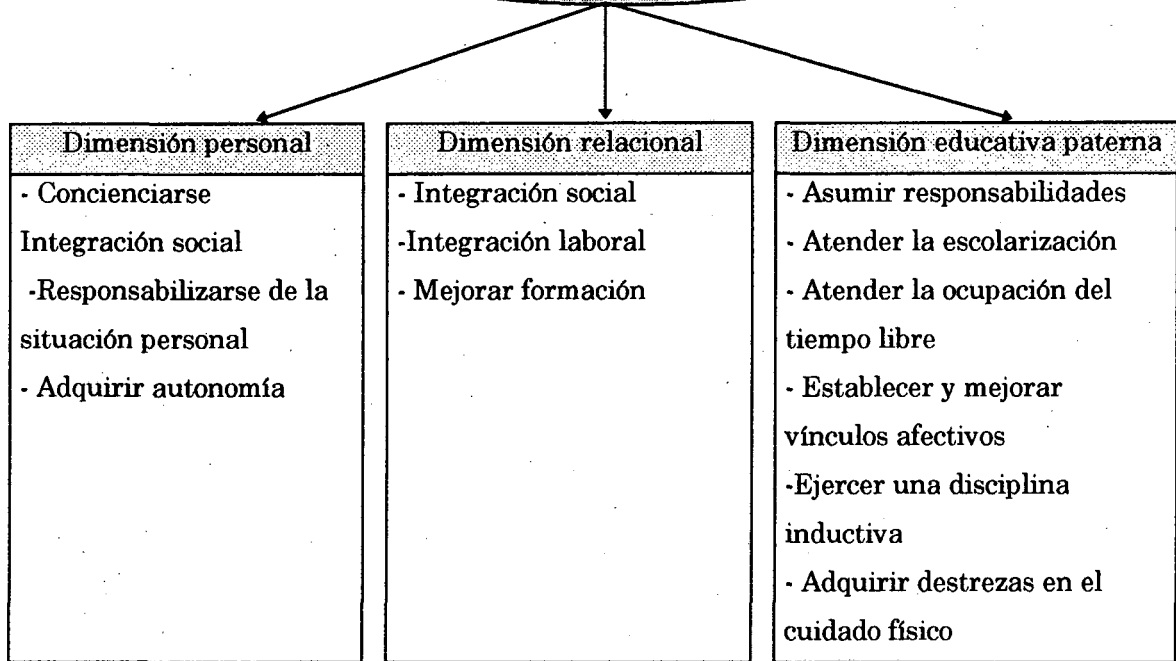 Dimensión personal
- Concienciarse
Integración social
-Responsabilizarse de la
situación personal
- Adquirir autonomía
Dimensión relacional
- Integración social
-Integración laboral
- Mejorar formación
Dimensión educativa paterna
- Asumir responsabilidades
- Atender la escolarización
- Atender la ocupación del
tiempo libre
- Establecer y mejorar
vínculos afectivos
-Ejercer una disciplina
inductiva
- Adquirir destrezas en el
cuidado físico